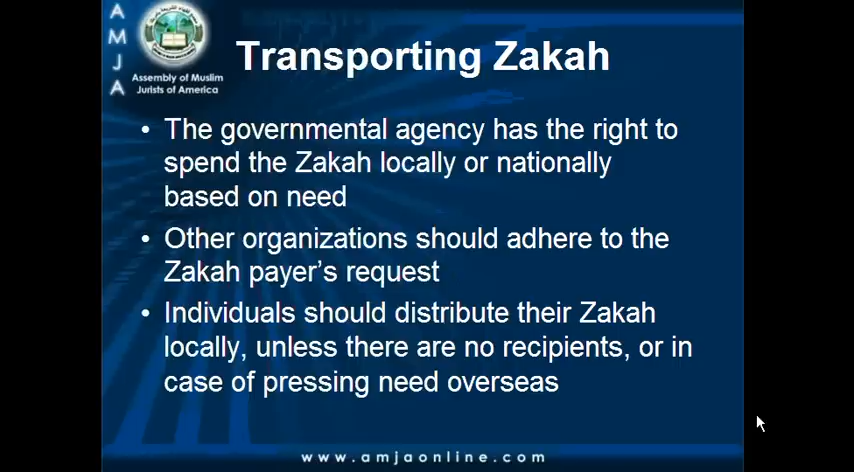 A
M
J
A
Assembly of Muslim
Jurists of America
Transporting Zakah
• The governmental agency has the right to
spend the Zakah locally or nationally
based on need
• Other organizations should adhere to the
Zakah payer's request
• Individuals should distribute their Zakah
locally, unless there are no recipients, or in
case of pressing need overseas
www.amjaonline.com